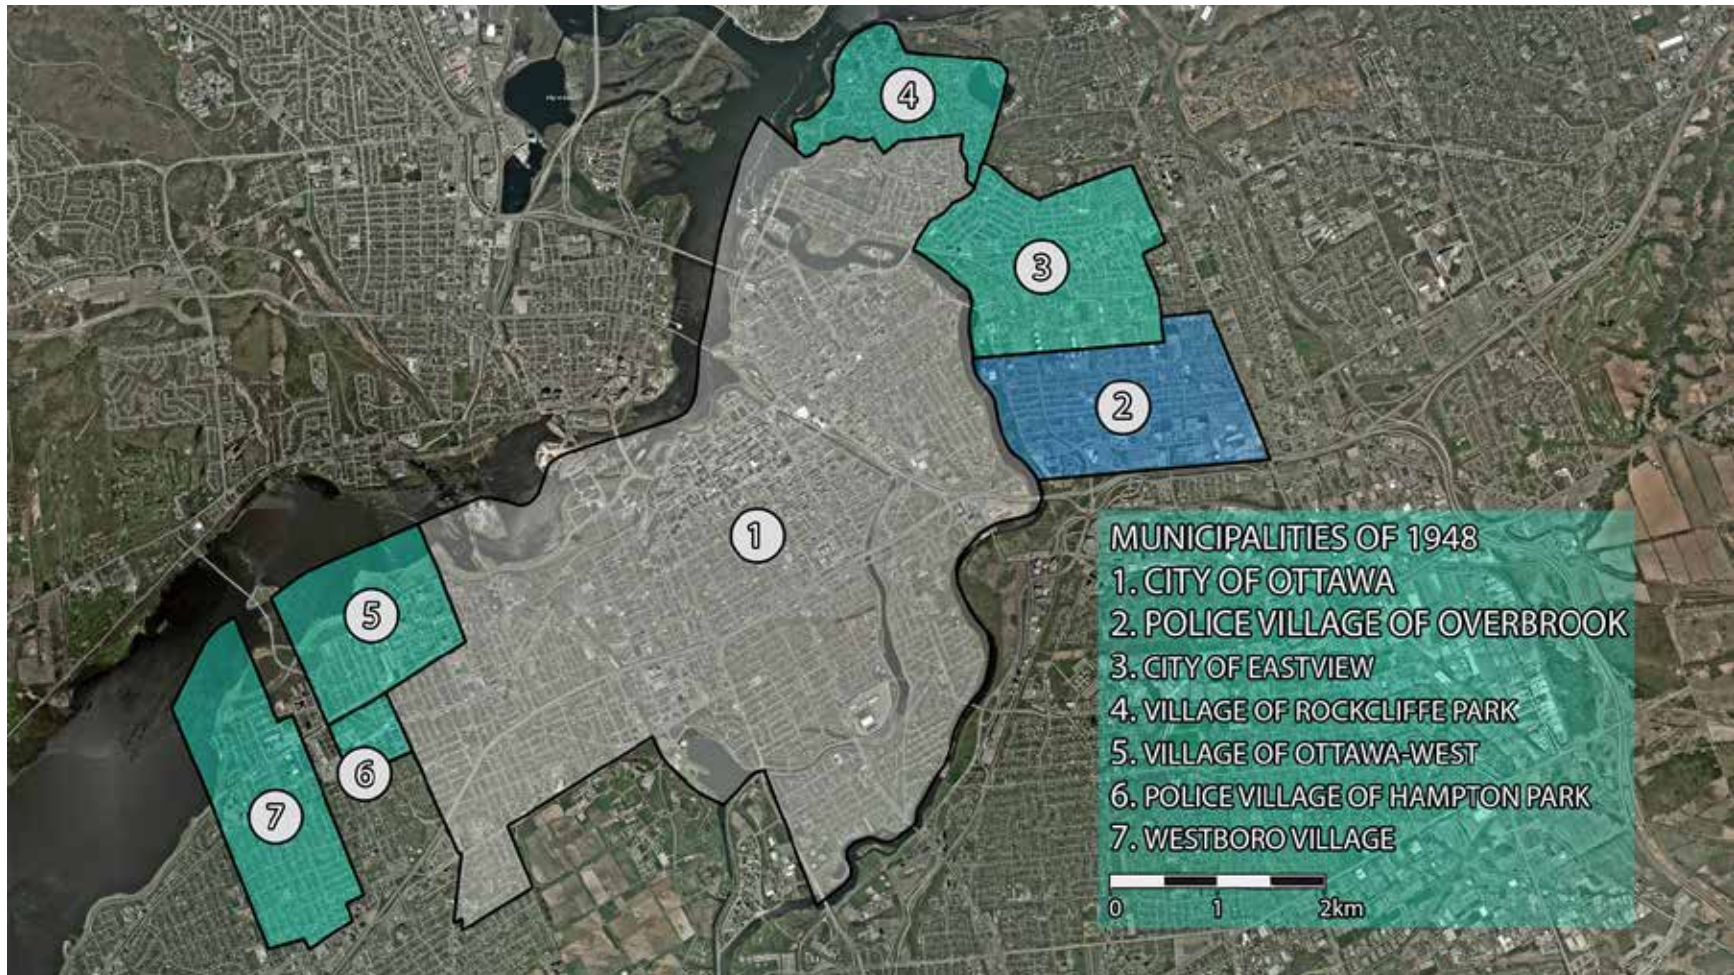 4
3
2
1
5
6
7
MUNICIPALITIES OF 1948
1. CITY OF OTTAWA
2. POLICE VILLAGE OF OVERBROOK
3. CITY OF EASTVIEW
4. VILLAGE OF ROCKCLIFFE PARK
5. VILLAGE OF OTTAWA-WEST
6. POLICE VILLAGE OF HAMPTON PARK
7. WESTBORO VILLAGE
0 1 2km